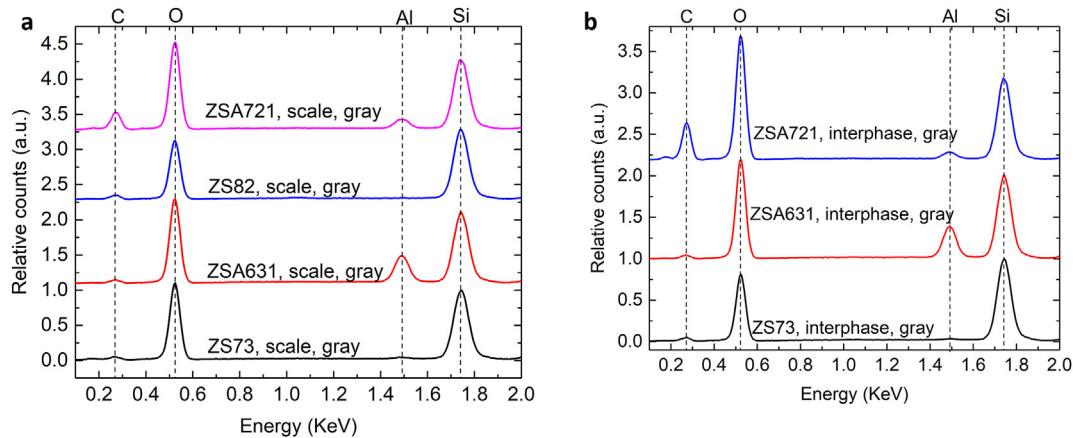 a
C O Al Si
4.5
4.0
3.5
3.0
2.5
2.0
1.5
1.0
0.5
0.0
Relative counts (a.u.)
ZSA721, scale, gray
ZS82, scale, gray
ZSA631, scale, gray
ZS73, scale, gray
0.2 0.4 0.6 0.8 1.0 1.2 1.4 1.6 1.8 2.0
Energy (KeV)
b
C O Al Si
3.5
3.0
2.5
2.0
1.5
1.0
0.5
0.0
Relative counts (a.u.)
ZSA721, interphase, gray
ZSA631, interphase, gray
ZS73, interphase, gray
0.2 0.4 0.6 0.8 1.0 1.2 1.4 1.6 1.8 2.0
Energy (KeV)